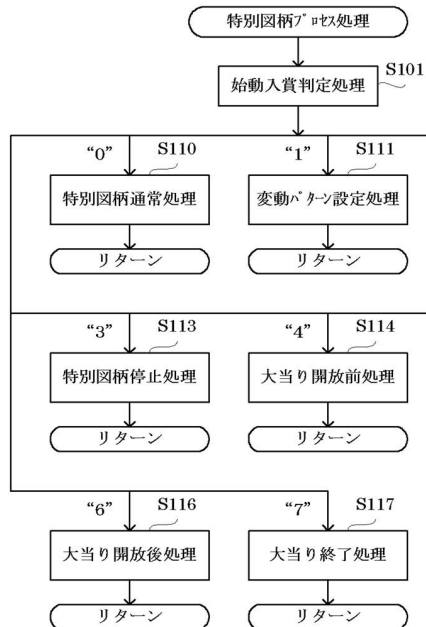 特別図柄ﾌﾟﾛｾｽ処理
S101
始動入賞判定処理
“0”
S110
“1”
S111
特別図柄通常処理
変動ﾊﾟﾀｰﾝ設定処理
リターン
リターン
“3”
S113
“4”
S114
特別図柄停止処理
大当り開放前処理
リターン
リターン
“6”
S116
“7”
S117
大当り開放後処理
大当り終了処理
リターン
リターン